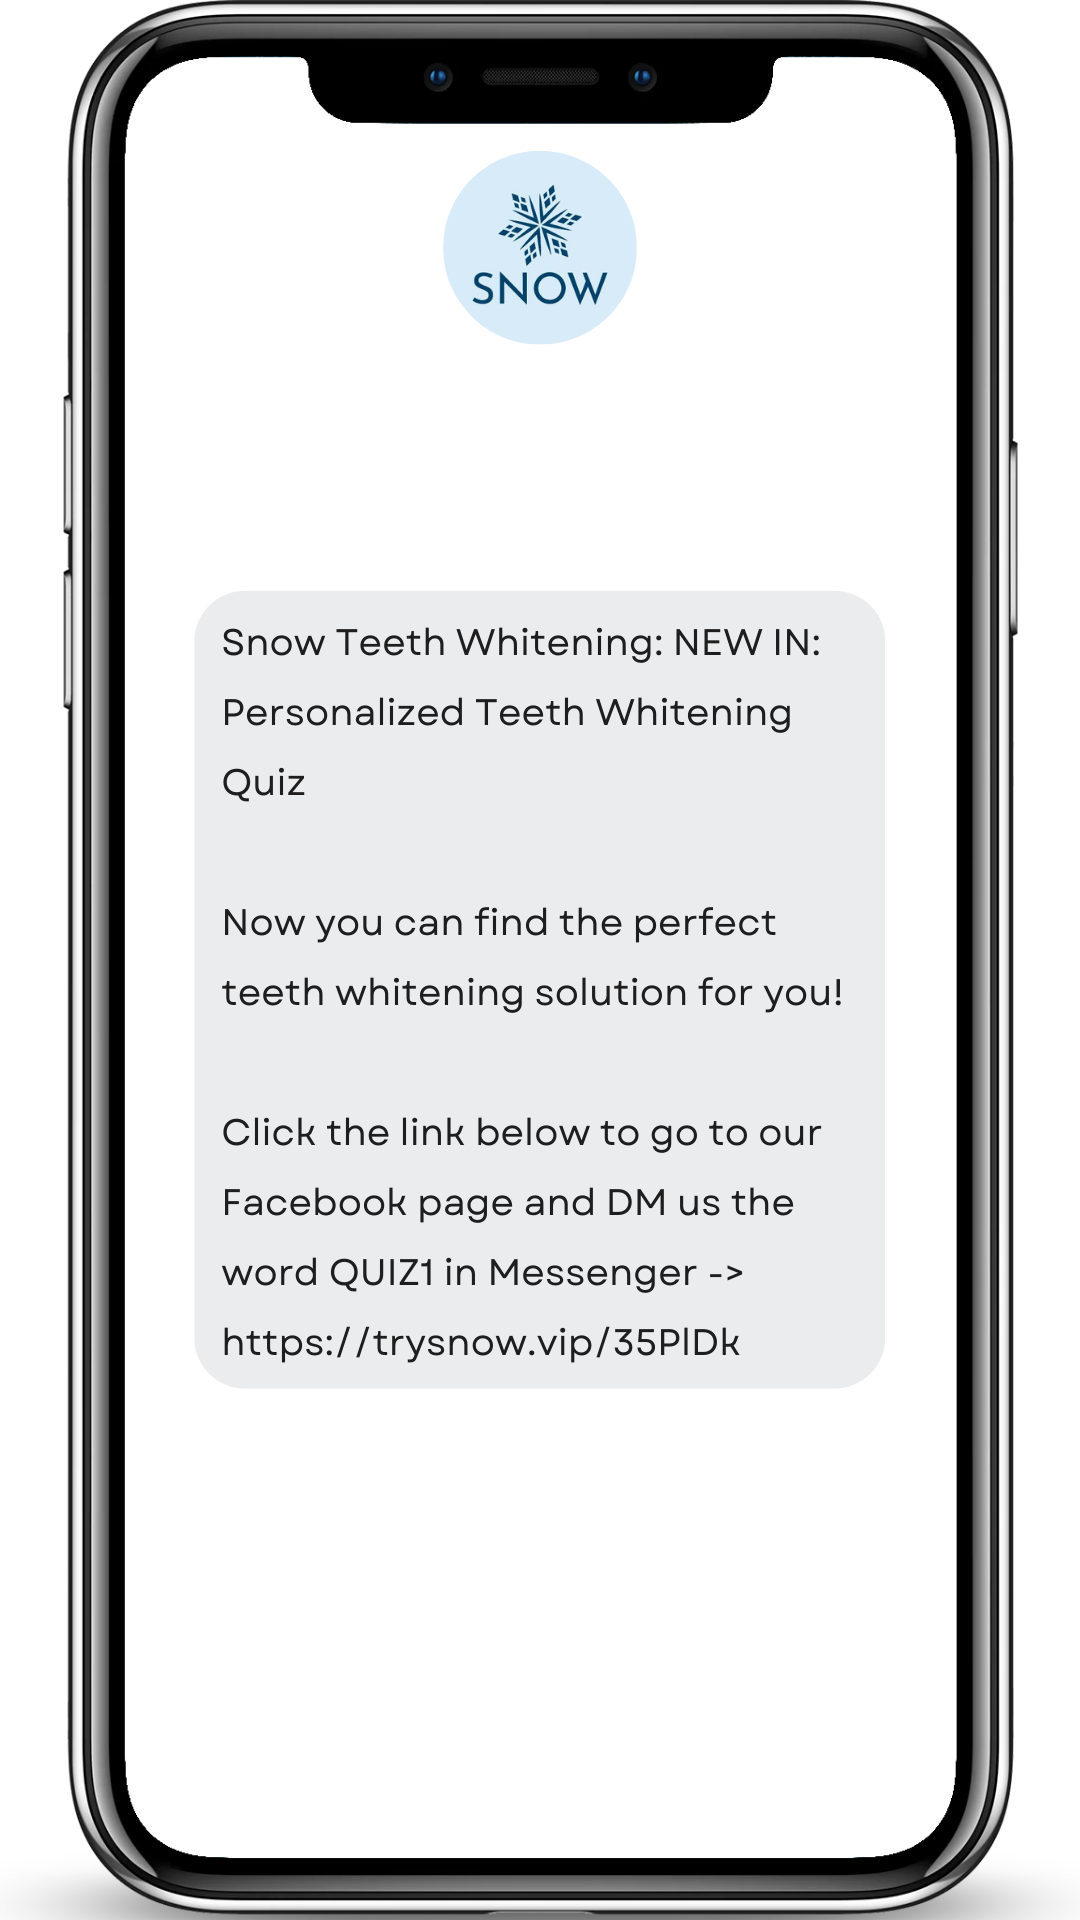 SNOW
Snow Teeth Whitening: NEW IN:
Personalized Teeth Whitening
Quiz
Now you can find the perfect
teeth whitening solution for you!
Click the link below to go to our
Facebook page and DM us the
word QUIZ1 in Messenger ->
https://trysnow.vip/35PlDk